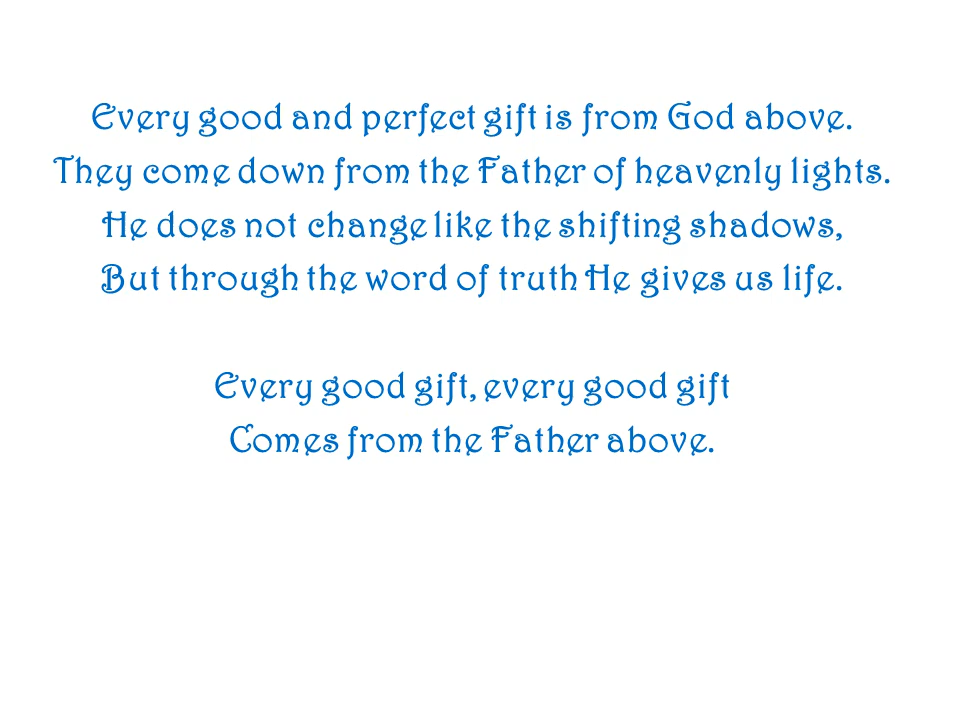 Every good and perfect gift is from God above.
They come down from the Father of heavenly lights.
He does not change like the shifting shadows,
But through the word of truth He gives us life.
Every good gift, every good gift
Comes from the Father above.